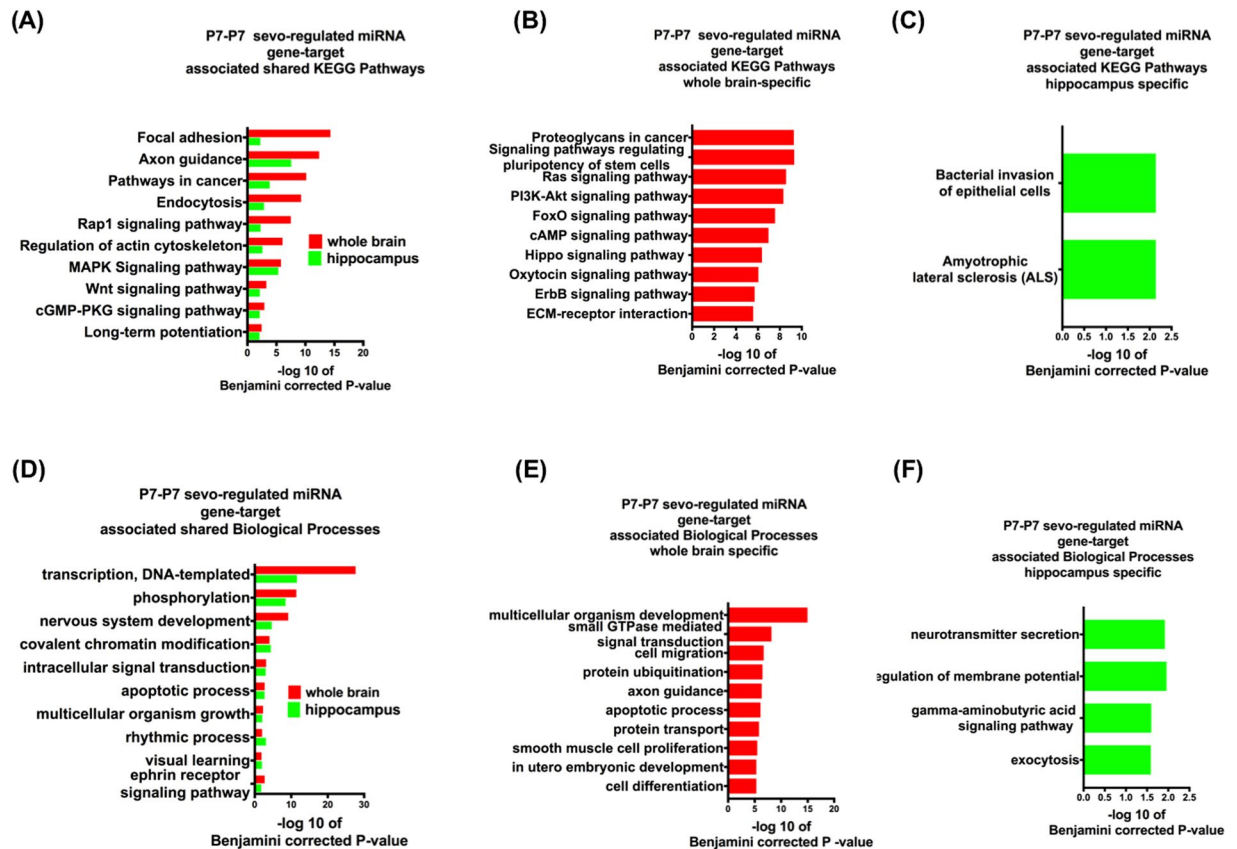 (A)
P7-P7 sevo-regulated miRNA
gene-target
associated shared KEGG Pathways
Focal adhesion
Axon guidance
Pathways in cancer
Endocytosis
Rap1 signaling pathway
Regulation of actin cytoskeleton
MAPK Signaling pathway
Wnt signaling pathway
cGMP-PKG signaling pathway
Long-term potentiation
whole brain
hippocampus
0 5 10 15 20
-log 10 of
Benjamini corrected P-value
(B)
P7-P7 sevo-regulated miRNA
gene-target
associated KEGG Pathways
whole brain-specific
Proteoglycans in cancer
Signaling pathways regulating
pluripotency of stem cells
Ras signaling pathway
PI3K-Akt signaling pathway
FoxO signaling pathway
cAMP signaling pathway
Hippo signaling pathway
Oxytocin signaling pathway
ErbB signaling pathway
ECM-receptor interaction
0 2 4 6 8 10
-log 10 of
Benjamini corrected P-value
(C)
P7-P7 sevo-regulated miRNA
gene-target
associated KEGG Pathways
hippocampus specific
Bacterial invasion
of epithelial cells
Amyotrophic
lateral sclerosis (ALS)
0.0 0.5 1.0 1.5 2.0 2.5
-log 10 of
Benjamini corrected P-value
(D)
P7-P7 sevo-regulated miRNA
gene-target
associated shared Biological Processes
transcription, DNA-templated
phosphorylation
nervous system development
covalent chromatin modification
intracellular signal transduction
apoptotic process
multicellular organism growth
rhythmic process
visual learning
ephrin receptor
signaling pathway
whole brain
hippocampus
0 10 20 30
-log 10 of
Benjamini corrected P-value
(E)
P7-P7 sevo-regulated miRNA
gene-target
associated Biological Processes
whole brain specific
multicellular organism development
small GTPase mediated
signal transduction
cell migration
protein ubiquitination
axon guidance
apoptotic process
protein transport
smooth muscle cell proliferation
in utero embryonic development
cell differentiation
0 5 10 15 20
-log 10 of
Benjamini corrected P-value
(F)
P7-P7 sevo-regulated miRNA
gene-target
associated Biological Processes
hippocampus specific
neurotransmitter secretion
egulation of membrane potential
gamma-aminobutyric acid
signaling pathway
exocytosis
0.0 0.5 1.0 1.5 2.0 2.5
-log 10 of
Benjamini corrected P-value